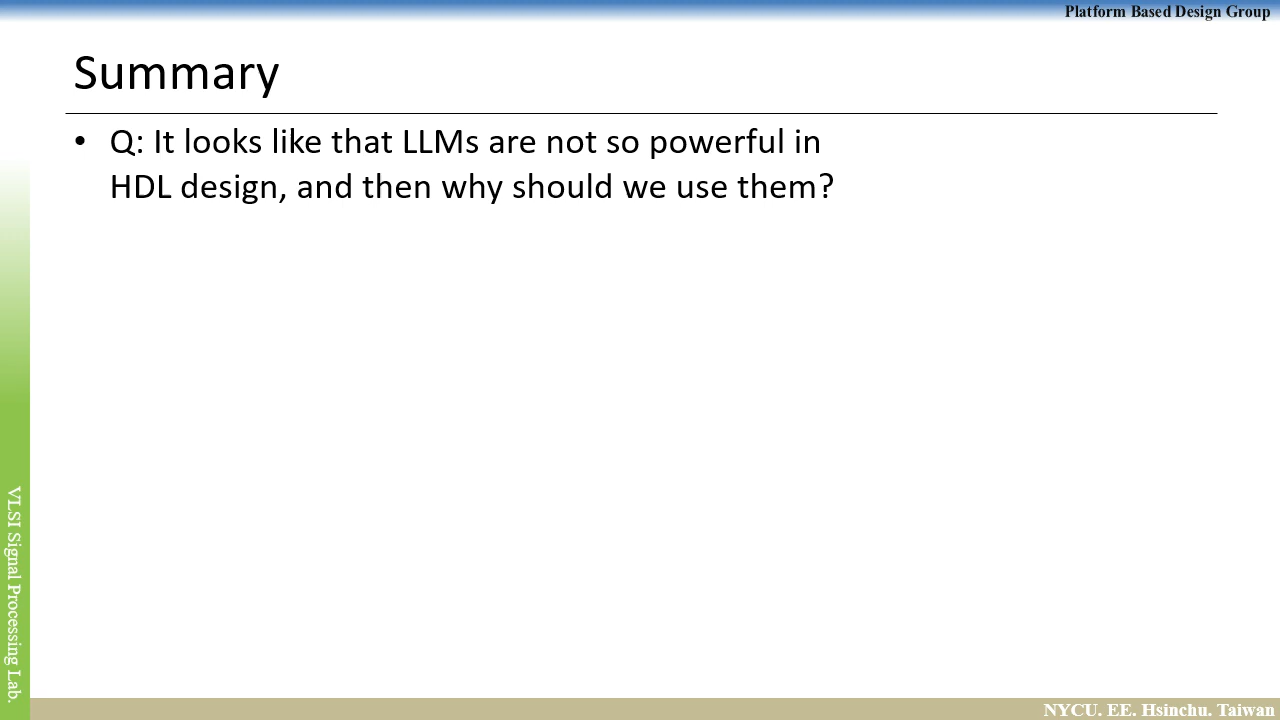 Platform Based Design Group
Summary
• Q: It looks like that LLMs are not so powerful in
HDL design, and then why should we use them?
VLSI Signal Processing Lab.
NYCU. EE. Hsinchu. Taiwan